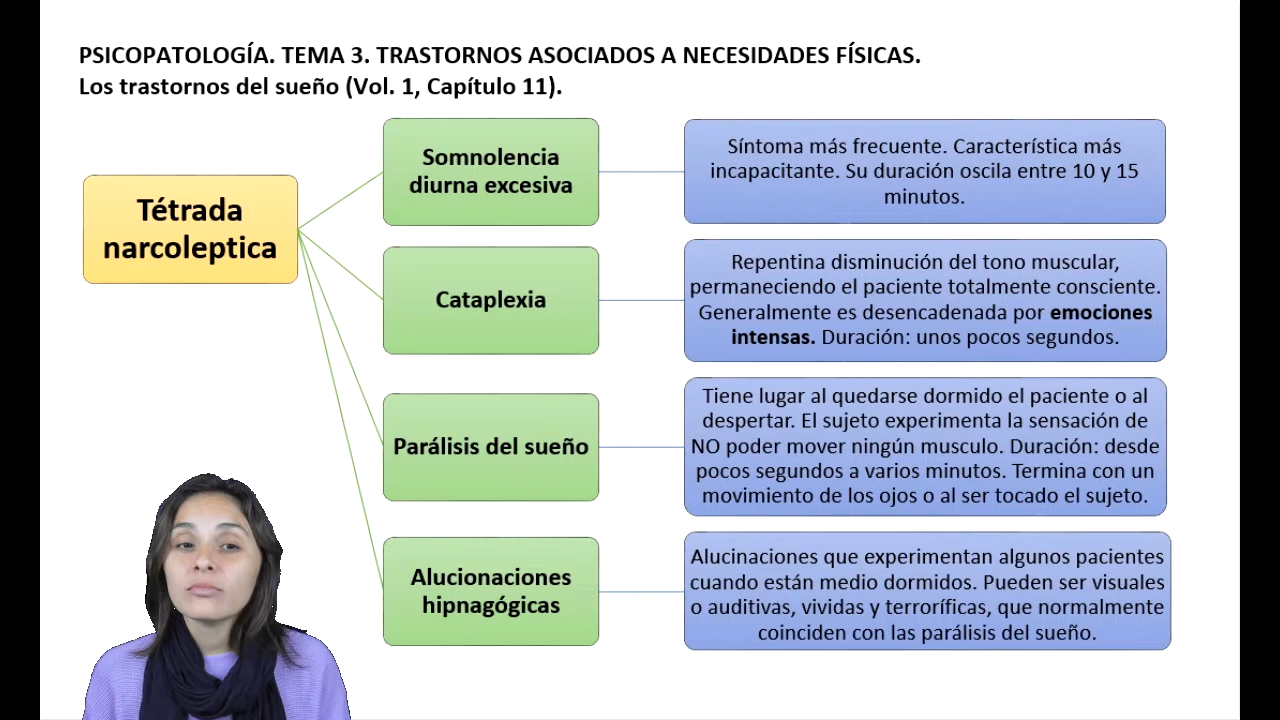 PSICOPATOLOGÍA. TEMA 3. TRASTORNOS ASOCIADOS A NECESIDADES FÍSICAS.
Los trastornos del sueño (Vol. 1, Capítulo 11).
Tétrada
narcoleptica
Somnolencia
diurna excesiva
Síntoma más frecuente. Característica más
incapacitante. Su duración oscila entre 10 y 15
minutos.
Cataplexia
Repentina disminución del tono muscular,
permaneciendo el paciente totalmente consciente.
Generalmente es desencadenada por emociones
intensas. Duración: unos pocos segundos.
Parálisis del sueño
Tiene lugar al quedarse dormido el paciente o al
despertar. El sujeto experimenta la sensación de
NO poder mover ningún musculo. Duración: desde
pocos segundos a varios minutos. Termina con un
movimiento de los ojos o al ser tocado el sujeto.
Alucionaciones
hipnagógicas
Alucinaciones que experimentan algunos pacientes
cuando están medio dormidos. Pueden ser visuales
o auditivas, vividas y terroríficas, que normalmente
coinciden con las parálisis del sueño.